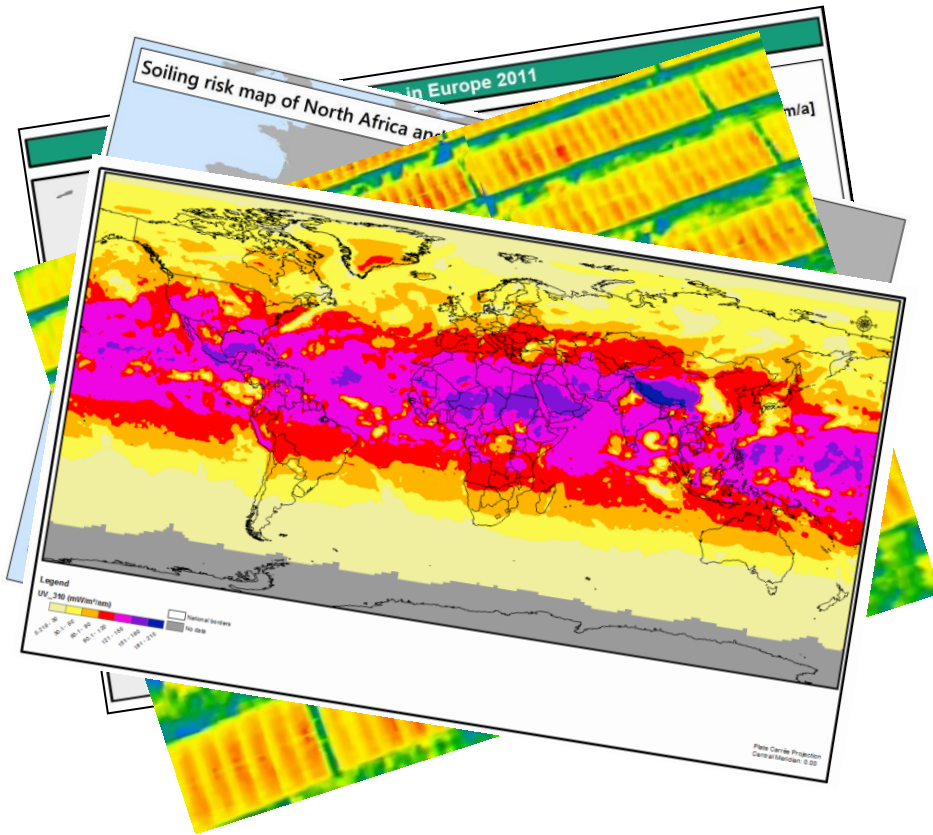 in Europe 2011
Soiling risk map of North Africa and
m/a]
Legend
UV_310 (mW/m²/nm)
National borders
No data
Plate Carrée Projection
Central Meridian: 0.00